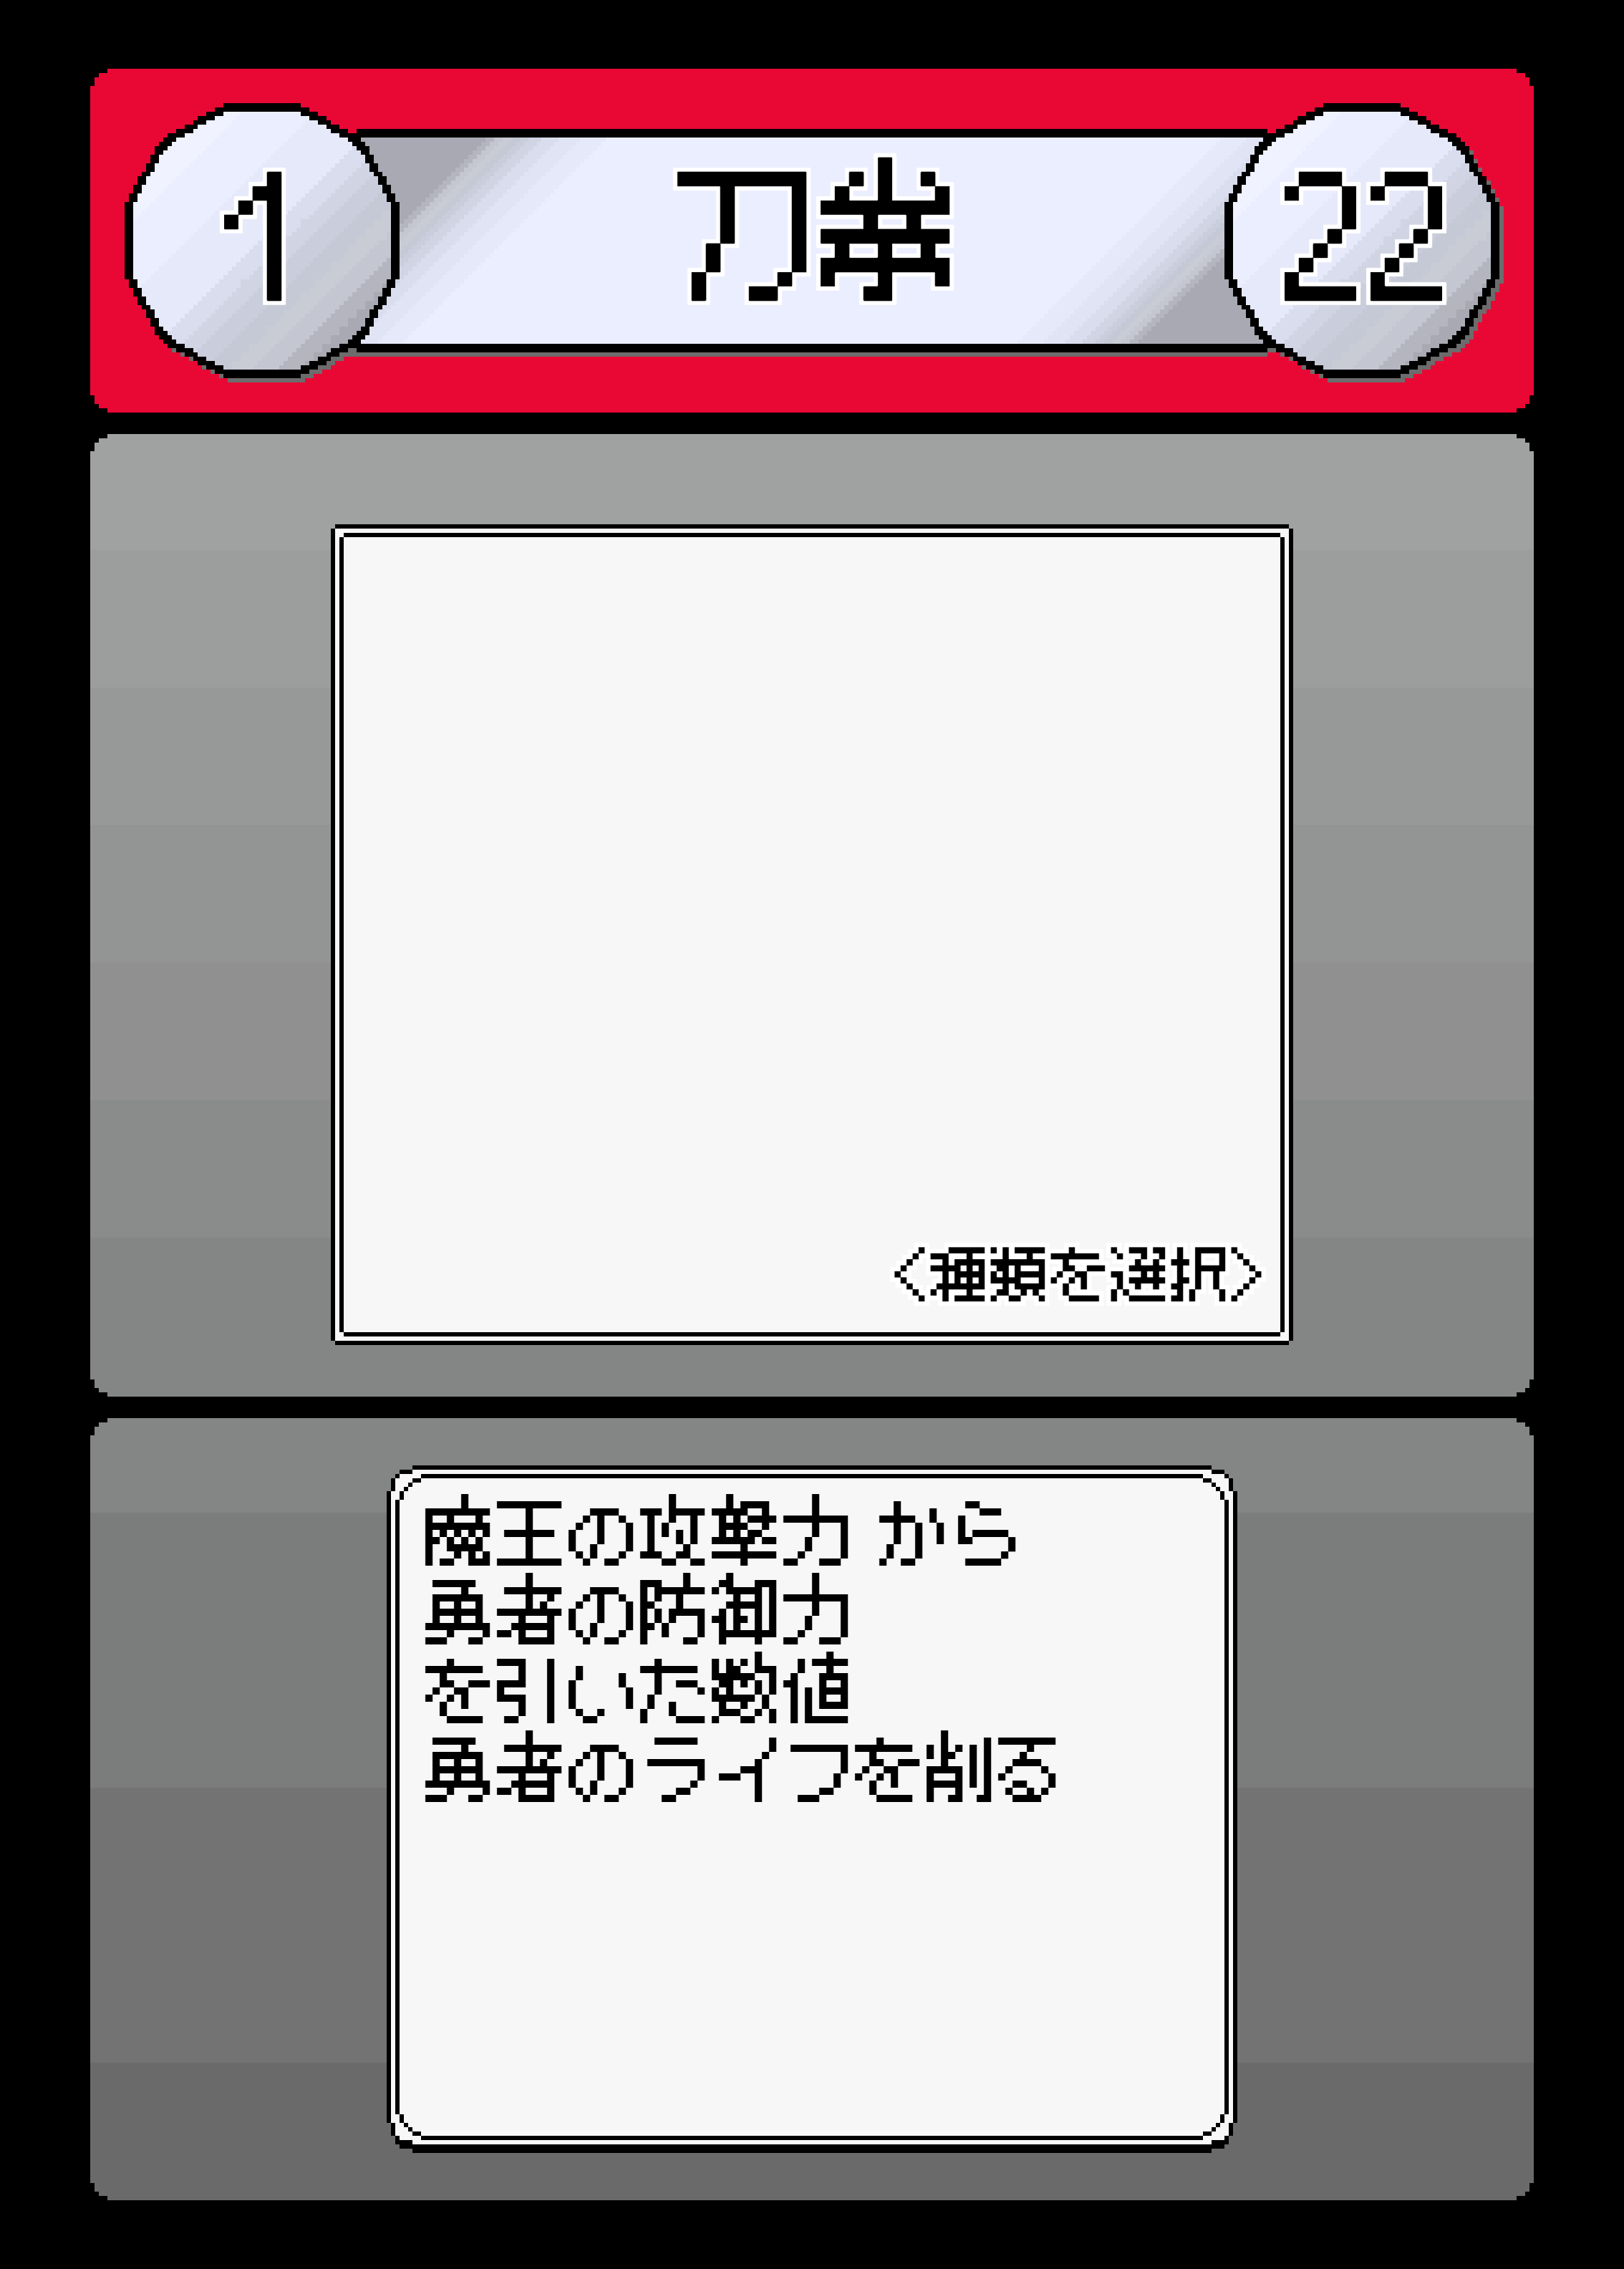 1 刀拳 22
<種類を選択>
魔王の攻撃力 から
勇者の防御力
を引いた数値
勇者のライフを削る